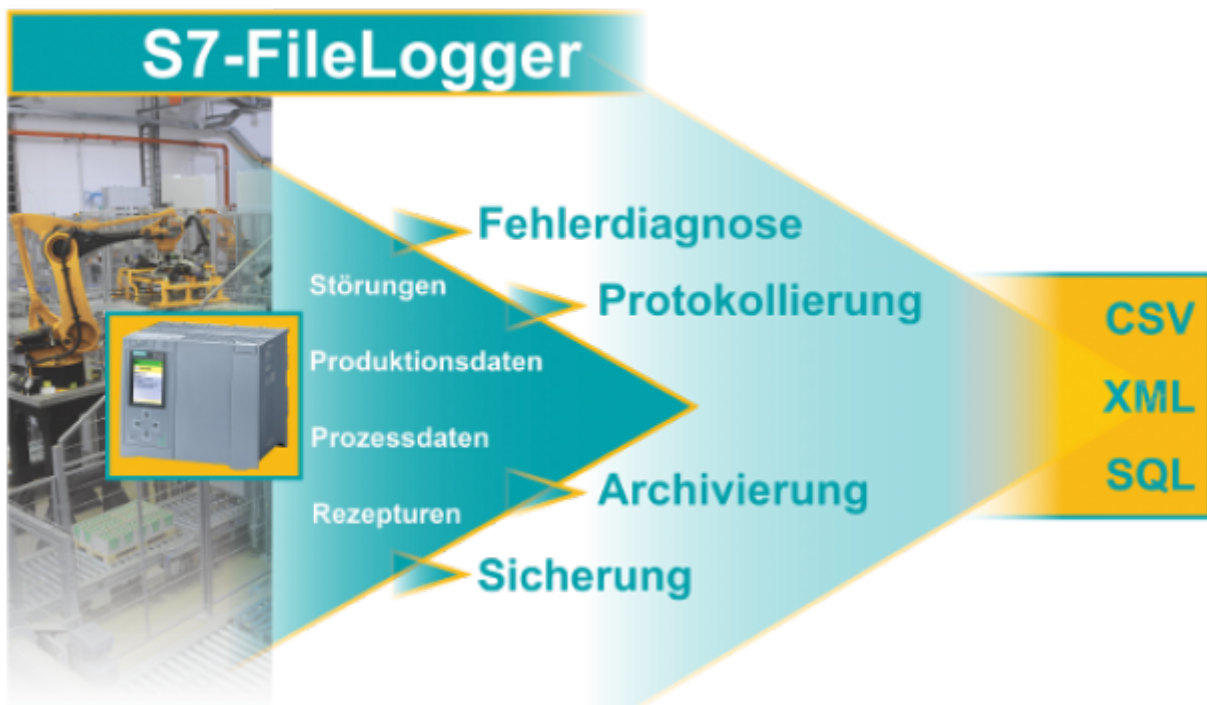 S7-FileLogger
Fehlerdiagnose
Störungen
Protokollierung
Produktionsdaten
Prozessdaten
Archivierung
Rezepturen
Sicherung
CSV
XML
SQL